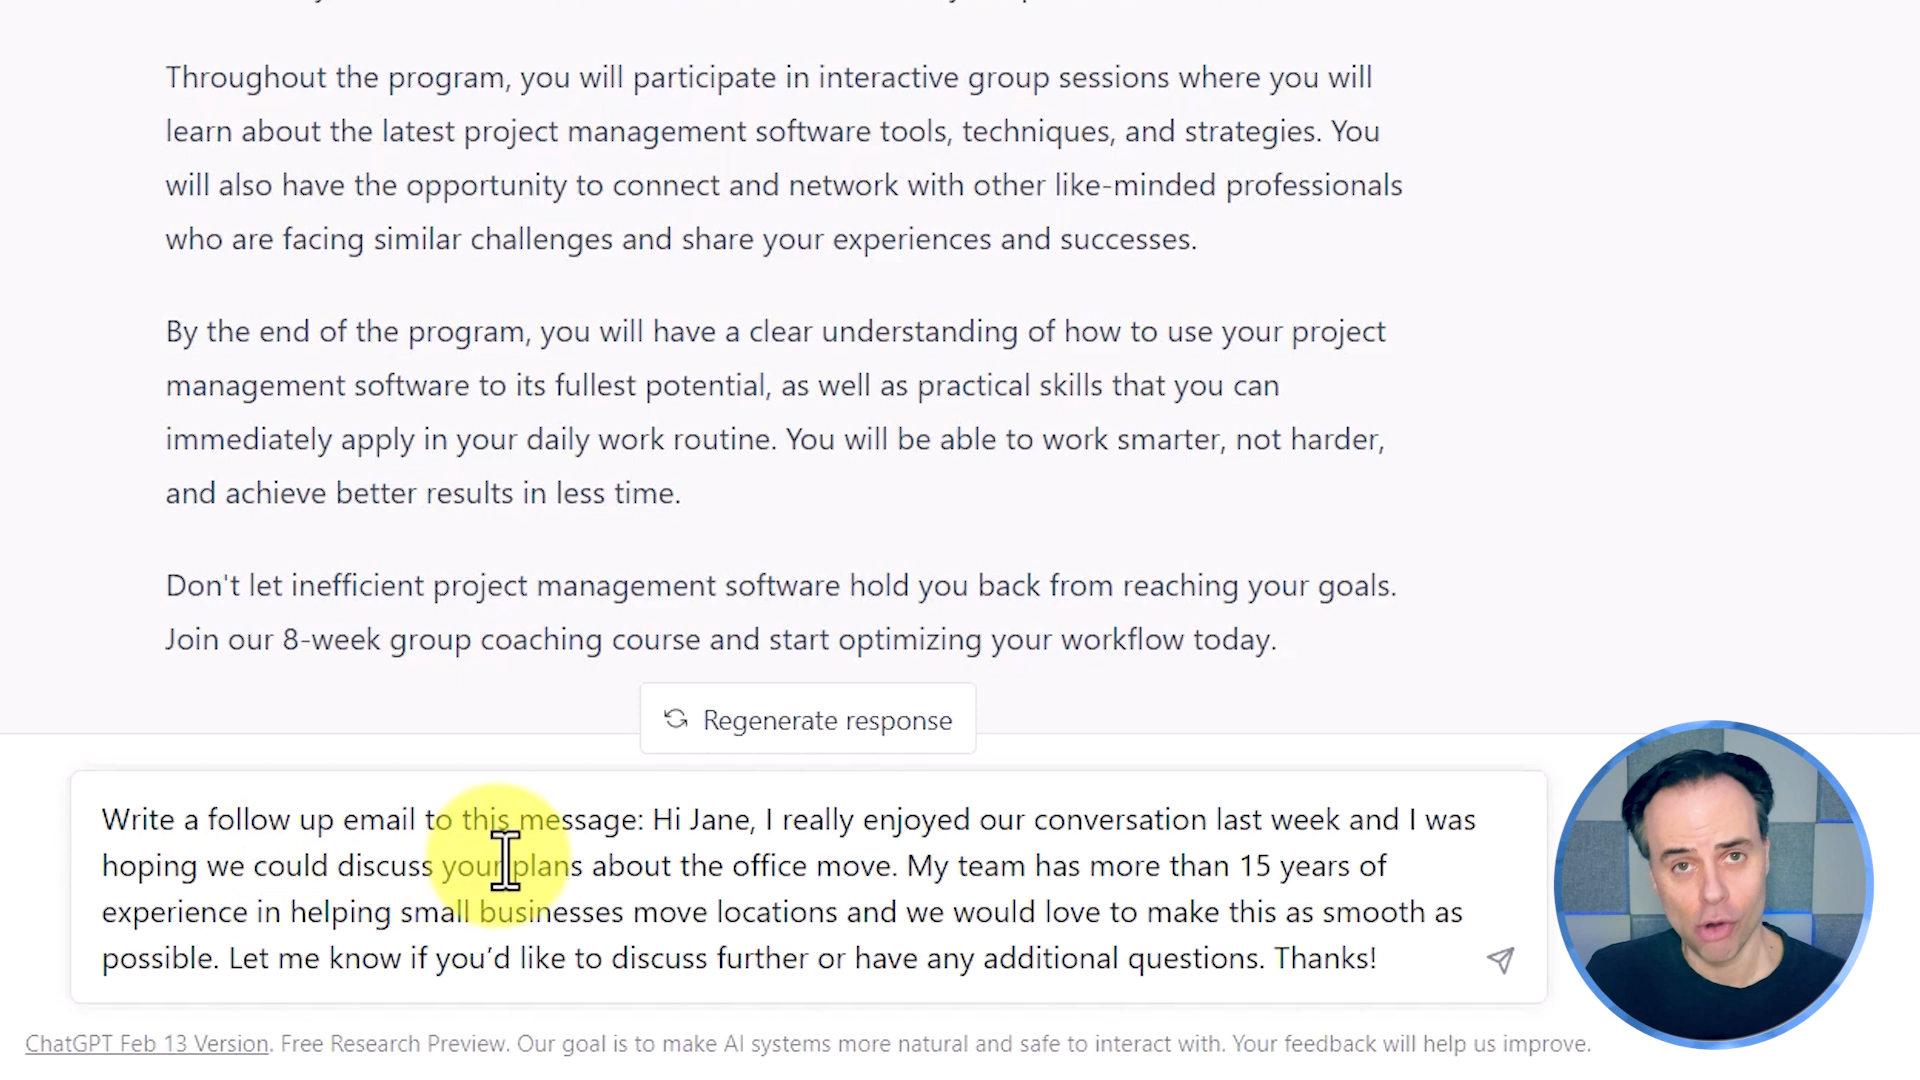 Throughout the program, you will participate in interactive group sessions where you will
learn about the latest project management software tools, techniques, and strategies. You
will also have the opportunity to connect and network with other like-minded professionals
who are facing similar challenges and share your experiences and successes.
By the end of the program, you will have a clear understanding of how to use your project
management software to its fullest potential, as well as practical skills that you can
immediately apply in your daily work routine. You will be able to work smarter, not harder,
and achieve better results in less time.
Don't let inefficient project management software hold you back from reaching your goals.
Join our 8-week group coaching course and start optimizing your workflow today.
Regenerate response
Write a follow up email to this message: Hi Jane, I really enjoyed our conversation last week and I was
hoping we could discuss your plans about the office move. My team has more than 15 years of
experience in helping small businesses move locations and we would love to make this as smooth as
possible. Let me know if you’d like to discuss further or have any additional questions. Thanks!
ChatGPT Feb 13 Version. Free Research Preview. Our goal is to make AI systems more natural and safe to interact with. Your feedback will help us improve.